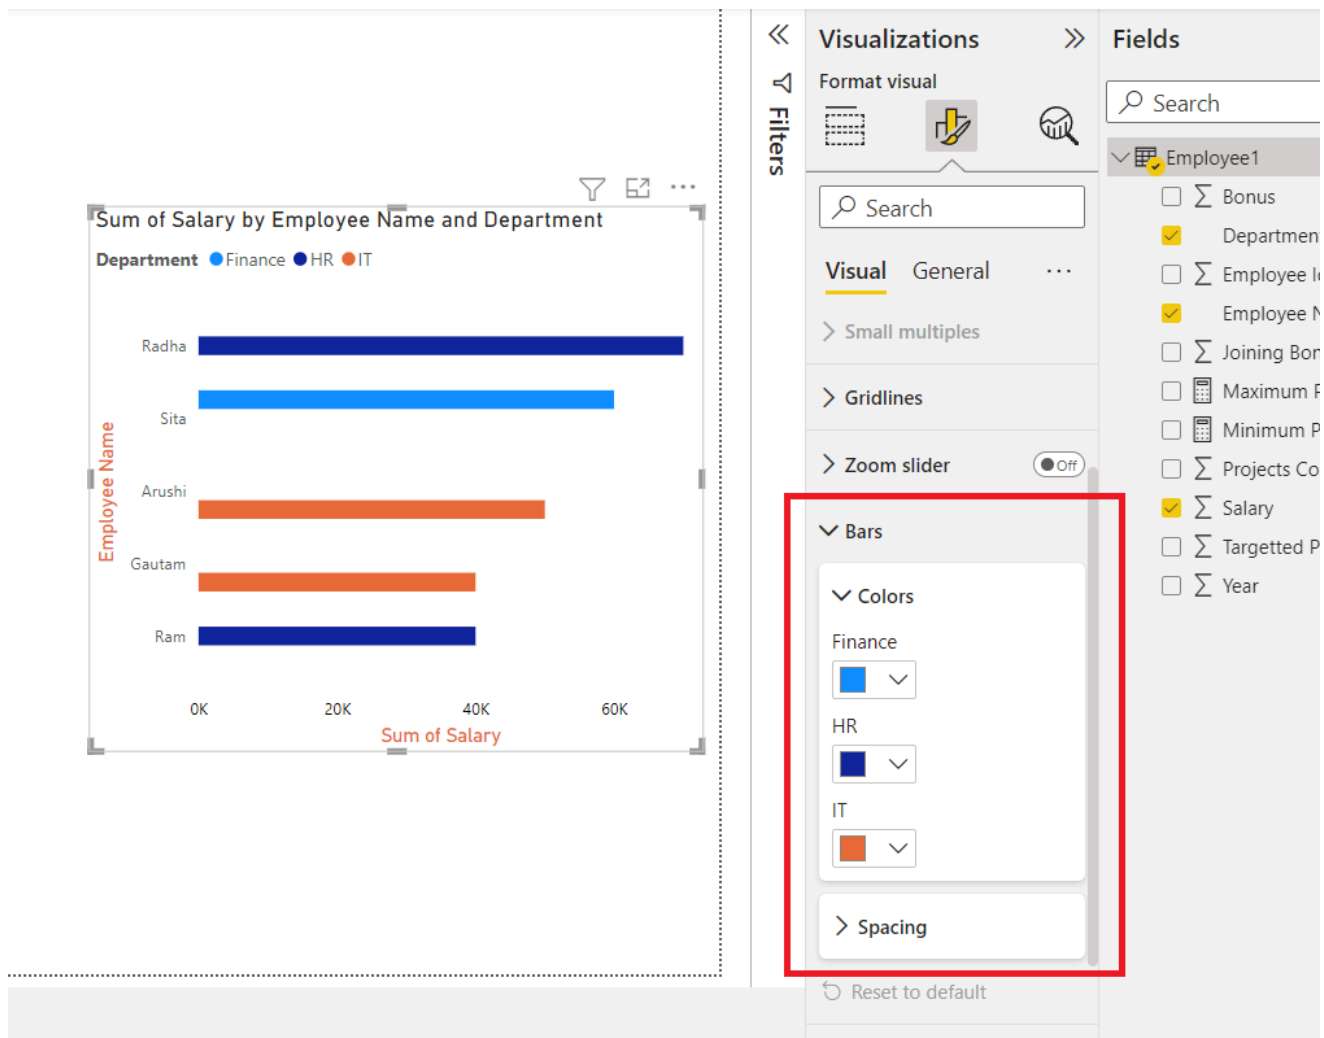 Sum of Salary by Employee Name and Department
Department Finance HR IT
Employee Name
Radha
Sita
Arushi
Gautam
Ram
0K 20K 40K 60K
Sum of Salary
Filters
Visualizations
Format visual
Search
Visual General
Small multiples
Gridlines
Zoom slider Off
Bars
Colors
Finance
HR
IT
Spacing
Reset to default
Fields
Search
Employee1
Bonus
Departmen
Employee
Employee N
Joining Bon
Maximum P
Minimum P
Projects Co
Salary
Targetted P
Year